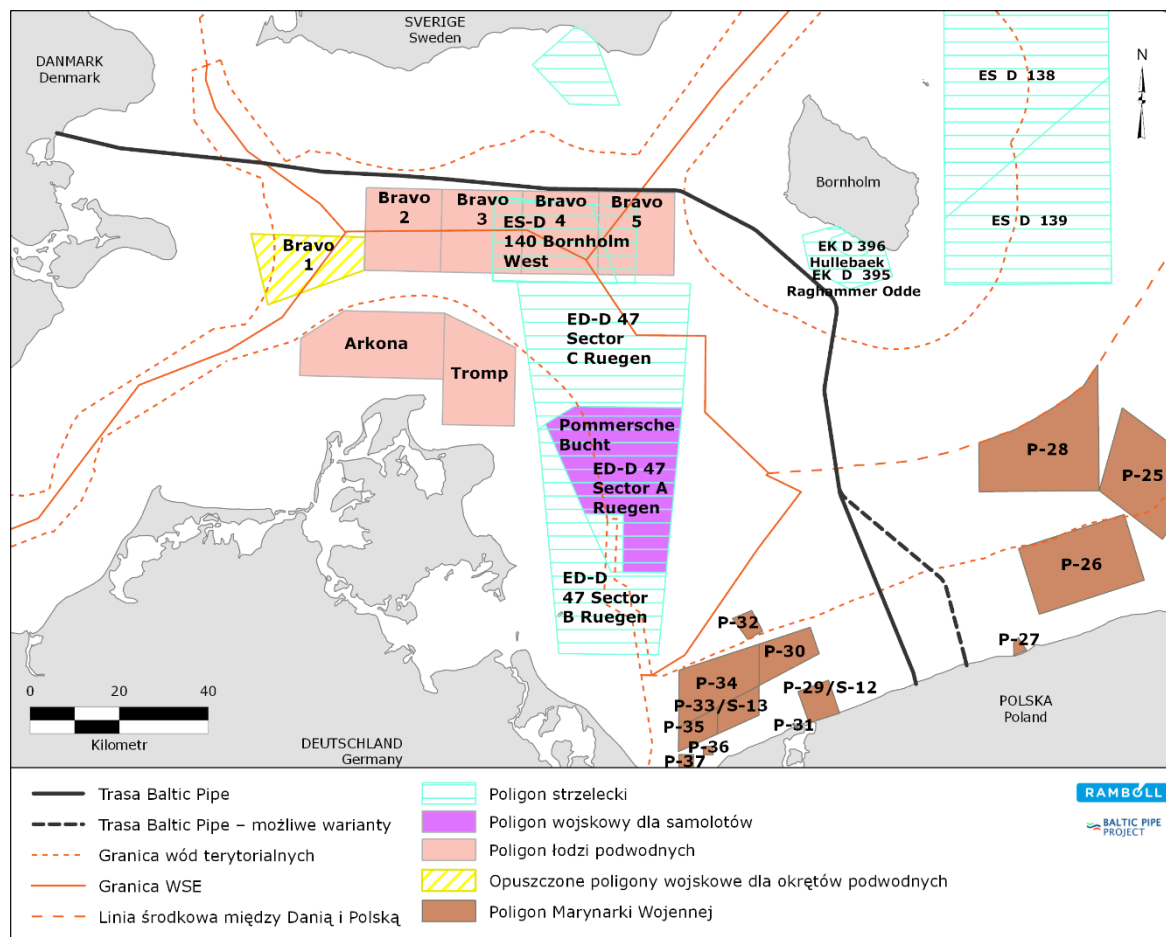 SVERIGE
Sweden
DANMARK
Denmark
N
ES D 138
Bornholm
Bravo
2
Bravo
3
Bravo
4
Bravo
5
ES-D
140 Bornholm
West
ES D 139
Bravo
1
EK D 396
Hullebaek
EK D 395
Raghammer Odde
ED-D 47
Sector
C Ruegen
Arkona
Tromp
Pommersche
Bucht
ED-D 47
Sector A
Ruegen
P-28
P-25
P-26
ED-D
47 Sector
B Ruegen
P-32
P-27
P-30
P-34
P-29/S-12
P-33/S-13
P-31
P-35
P-36
P-37
0 20 40
Kilometr
POLSKA
Poland
DEUTSCHLAND
Germany
Trasa Baltic Pipe
Trasa Baltic Pipe – możliwe warianty
Granica wód terytorialnych
Granica WSE
Linia środkowa między Danią i Polską
Poligon strzelecki
Poligon wojskowy dla samolotów
Poligon łodzi podwodnych
Opuszczone poligony wojskowe dla okrętów podwodnych
Poligon Marynarki Wojennej
RAMBOLL
BALTIC PIPE
PROJECT